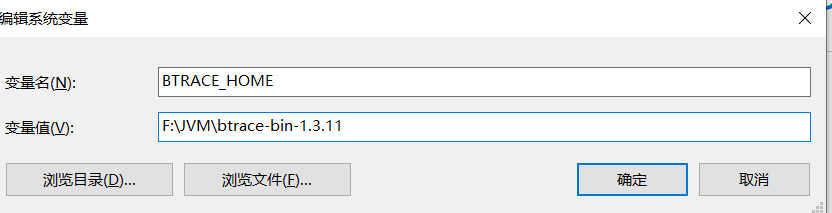 编辑系统变量
变量名(N): BTRACE_HOME
变量值(V): F:\JVM\btrace-bin-1.3.11
浏览目录(D)... 浏览文件(F)... 确定 取消